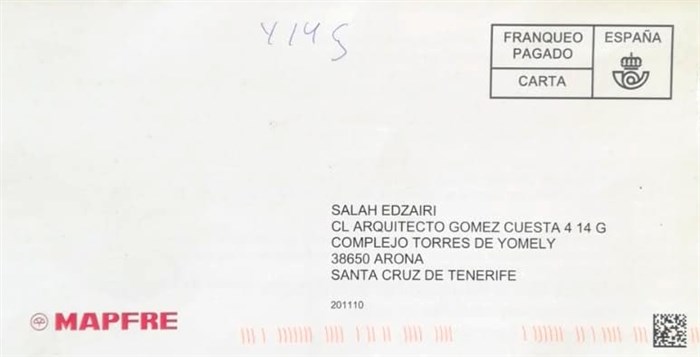 Y14G
FRANQUEO PAGADO
CARTA
ESPAÑA
SALAH EDZAIRI
CL ARQUITECTO GOMEZ CUESTA 4 14 G
COMPLEJO TORRES DE YOMELY
38650 ARONA
SANTA CRUZ DE TENERIFE
201110
MAPFRE